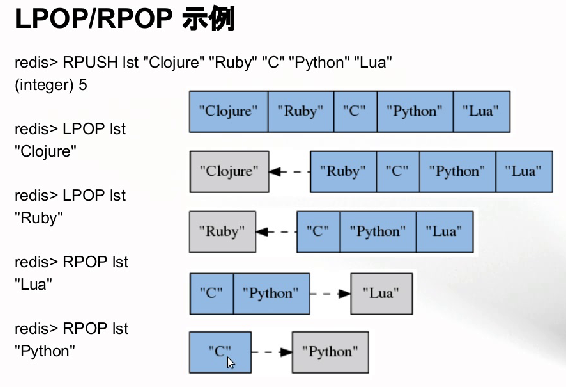 LPOP/RPOP 示例
redis> RPUSH lst "Clojure" "Ruby" "C" "Python" "Lua"
(integer) 5
"Clojure" "Ruby" "C" "Python" "Lua"
redis> LPOP lst
"Clojure"
"Clojure" "Ruby" "C" "Python" "Lua"
redis> LPOP lst
"Ruby"
"Ruby" "C" "Python" "Lua"
redis> RPOP lst
"Lua"
"C" "Python" "Lua"
redis> RPOP lst
"Python"
"C" "Python"